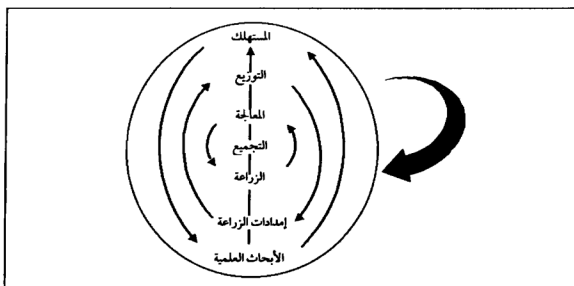 المستهلك
التوزيع
المعالجة
التجميع
الزراعة
إمدادات الزراعة
الأبحاث العلمية